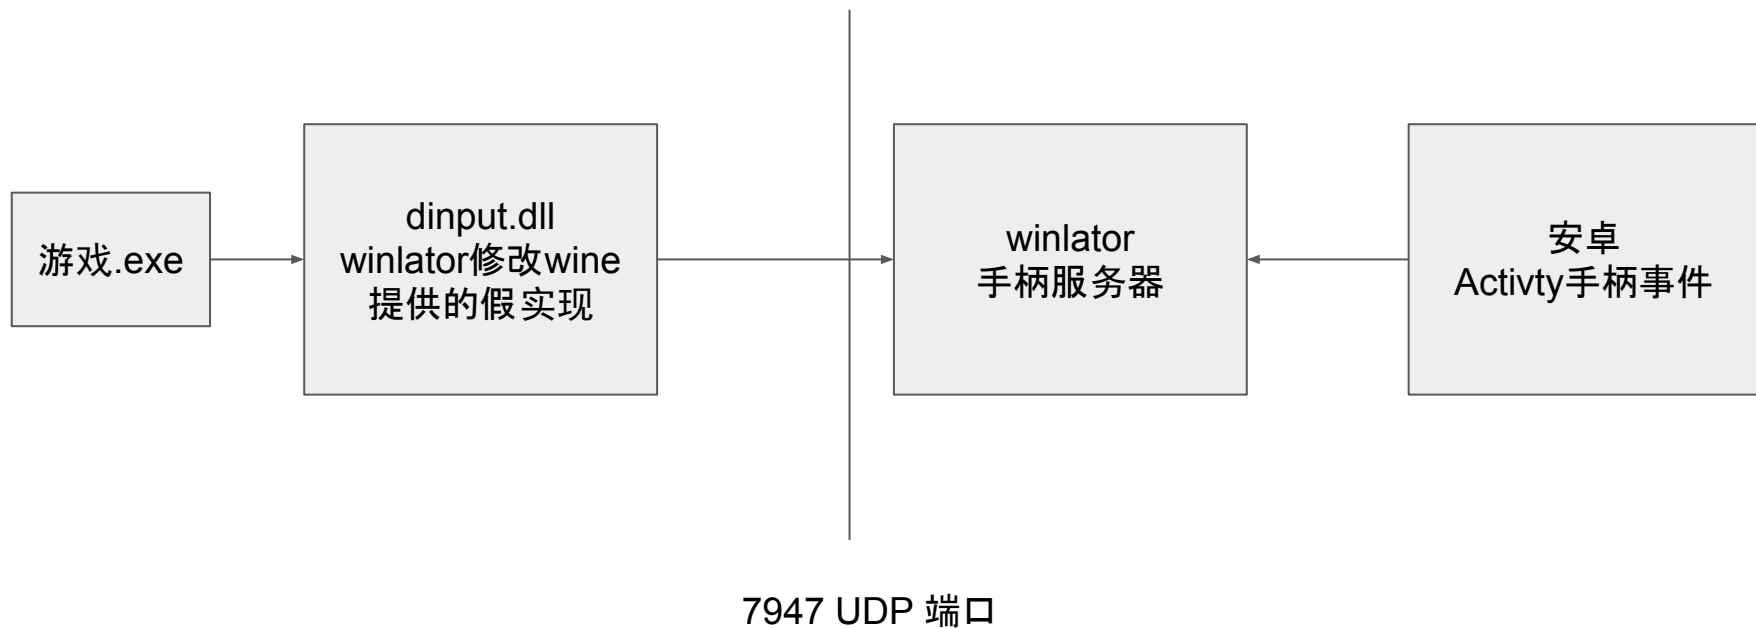 游戏.exe
dinput.dll
winlator修改wine
提供的假实现
winlator
手柄服务器
安卓
Activty手柄事件
7947 UDP 端口